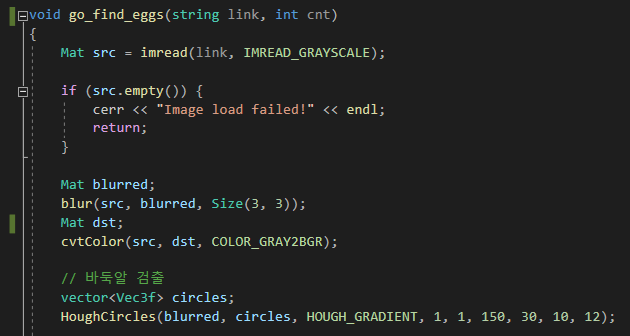 void go_find_eggs(string link, int cnt)
{
Mat src = imread(link, IMREAD_GRAYSCALE);
if (src.empty()) {
cerr << "Image load failed!" << endl;
return;
}
Mat blurred;
blur(src, blurred, Size(3, 3));
Mat dst;
cvtColor(src, dst, COLOR_GRAY2BGR);
// 바둑알 검출
vector<Vec3f> circles;
HoughCircles(blurred, circles, HOUGH_GRADIENT, 1, 1, 150, 30, 10, 12);